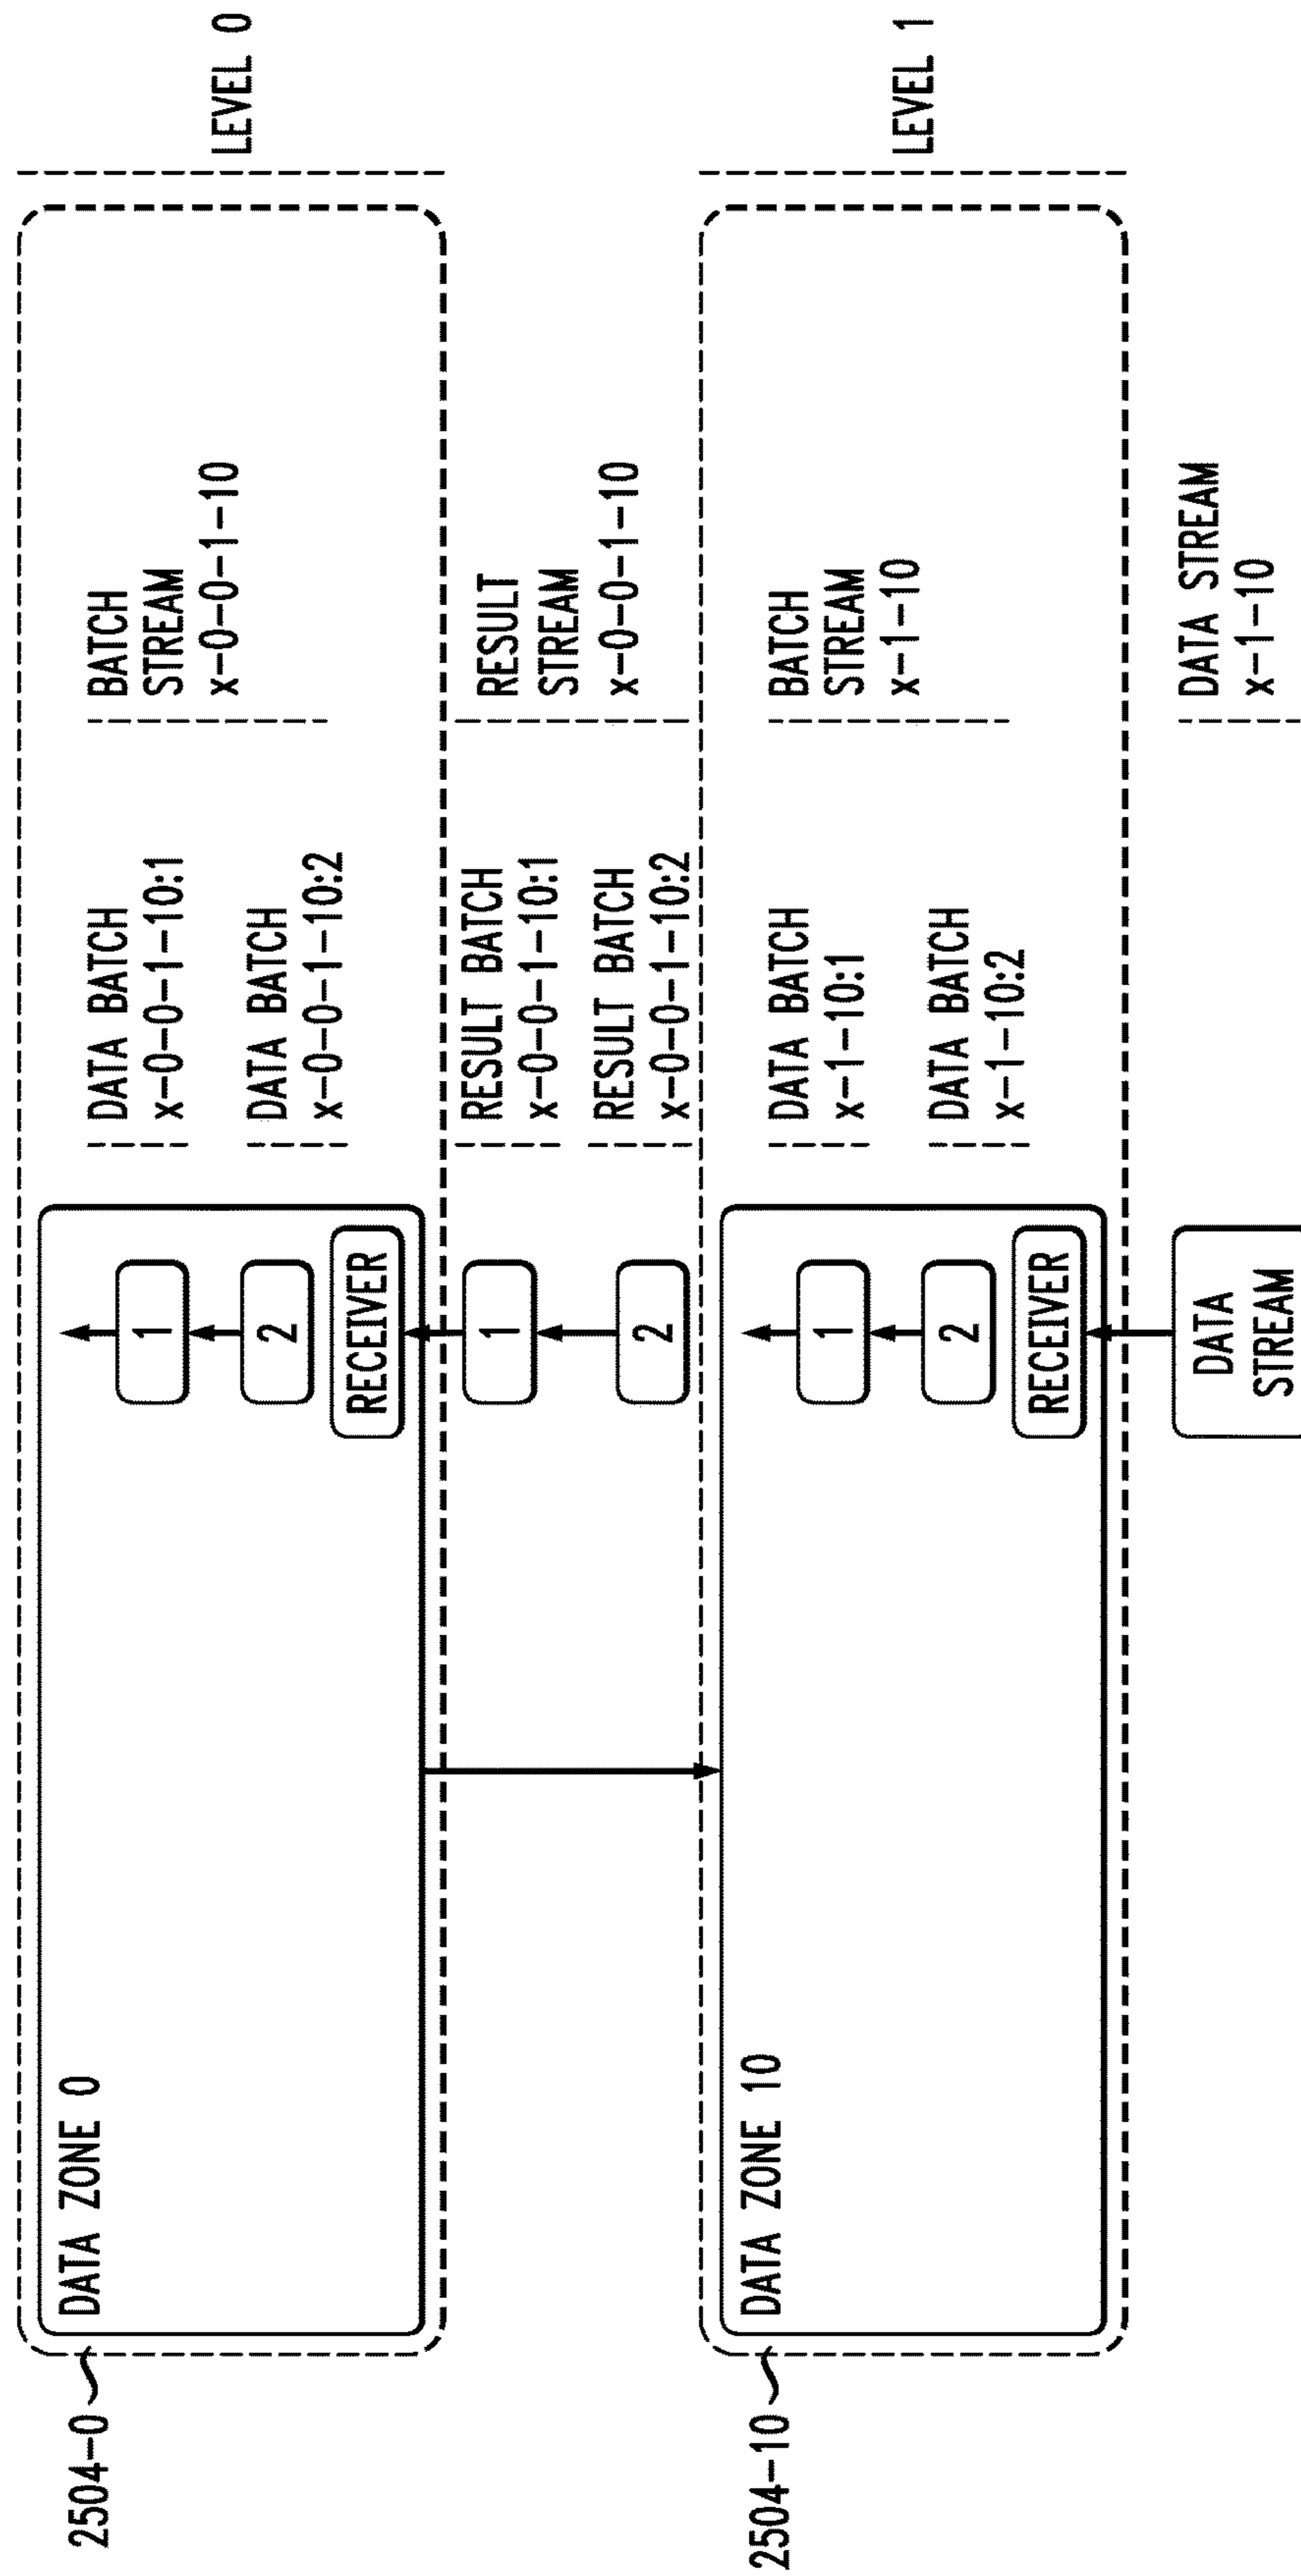 2504-0
DATA ZONE 0
1
2
RECEIVER
DATA BATCH
x-0-0-1-10:1
DATA BATCH
x-0-0-1-10:2
BATCH
STREAM
x-0-0-1-10
LEVEL 0
1
2
RESULT BATCH
x-0-0-1-10:1
RESULT BATCH
x-0-0-1-10:2
RESULT
STREAM
x-0-0-1-10
2504-10
DATA ZONE 10
1
2
RECEIVER
DATA BATCH
x-1-10:1
DATA BATCH
x-1-10:2
BATCH
STREAM
x-1-10
LEVEL 1
DATA
STREAM
DATA STREAM
x-1-10